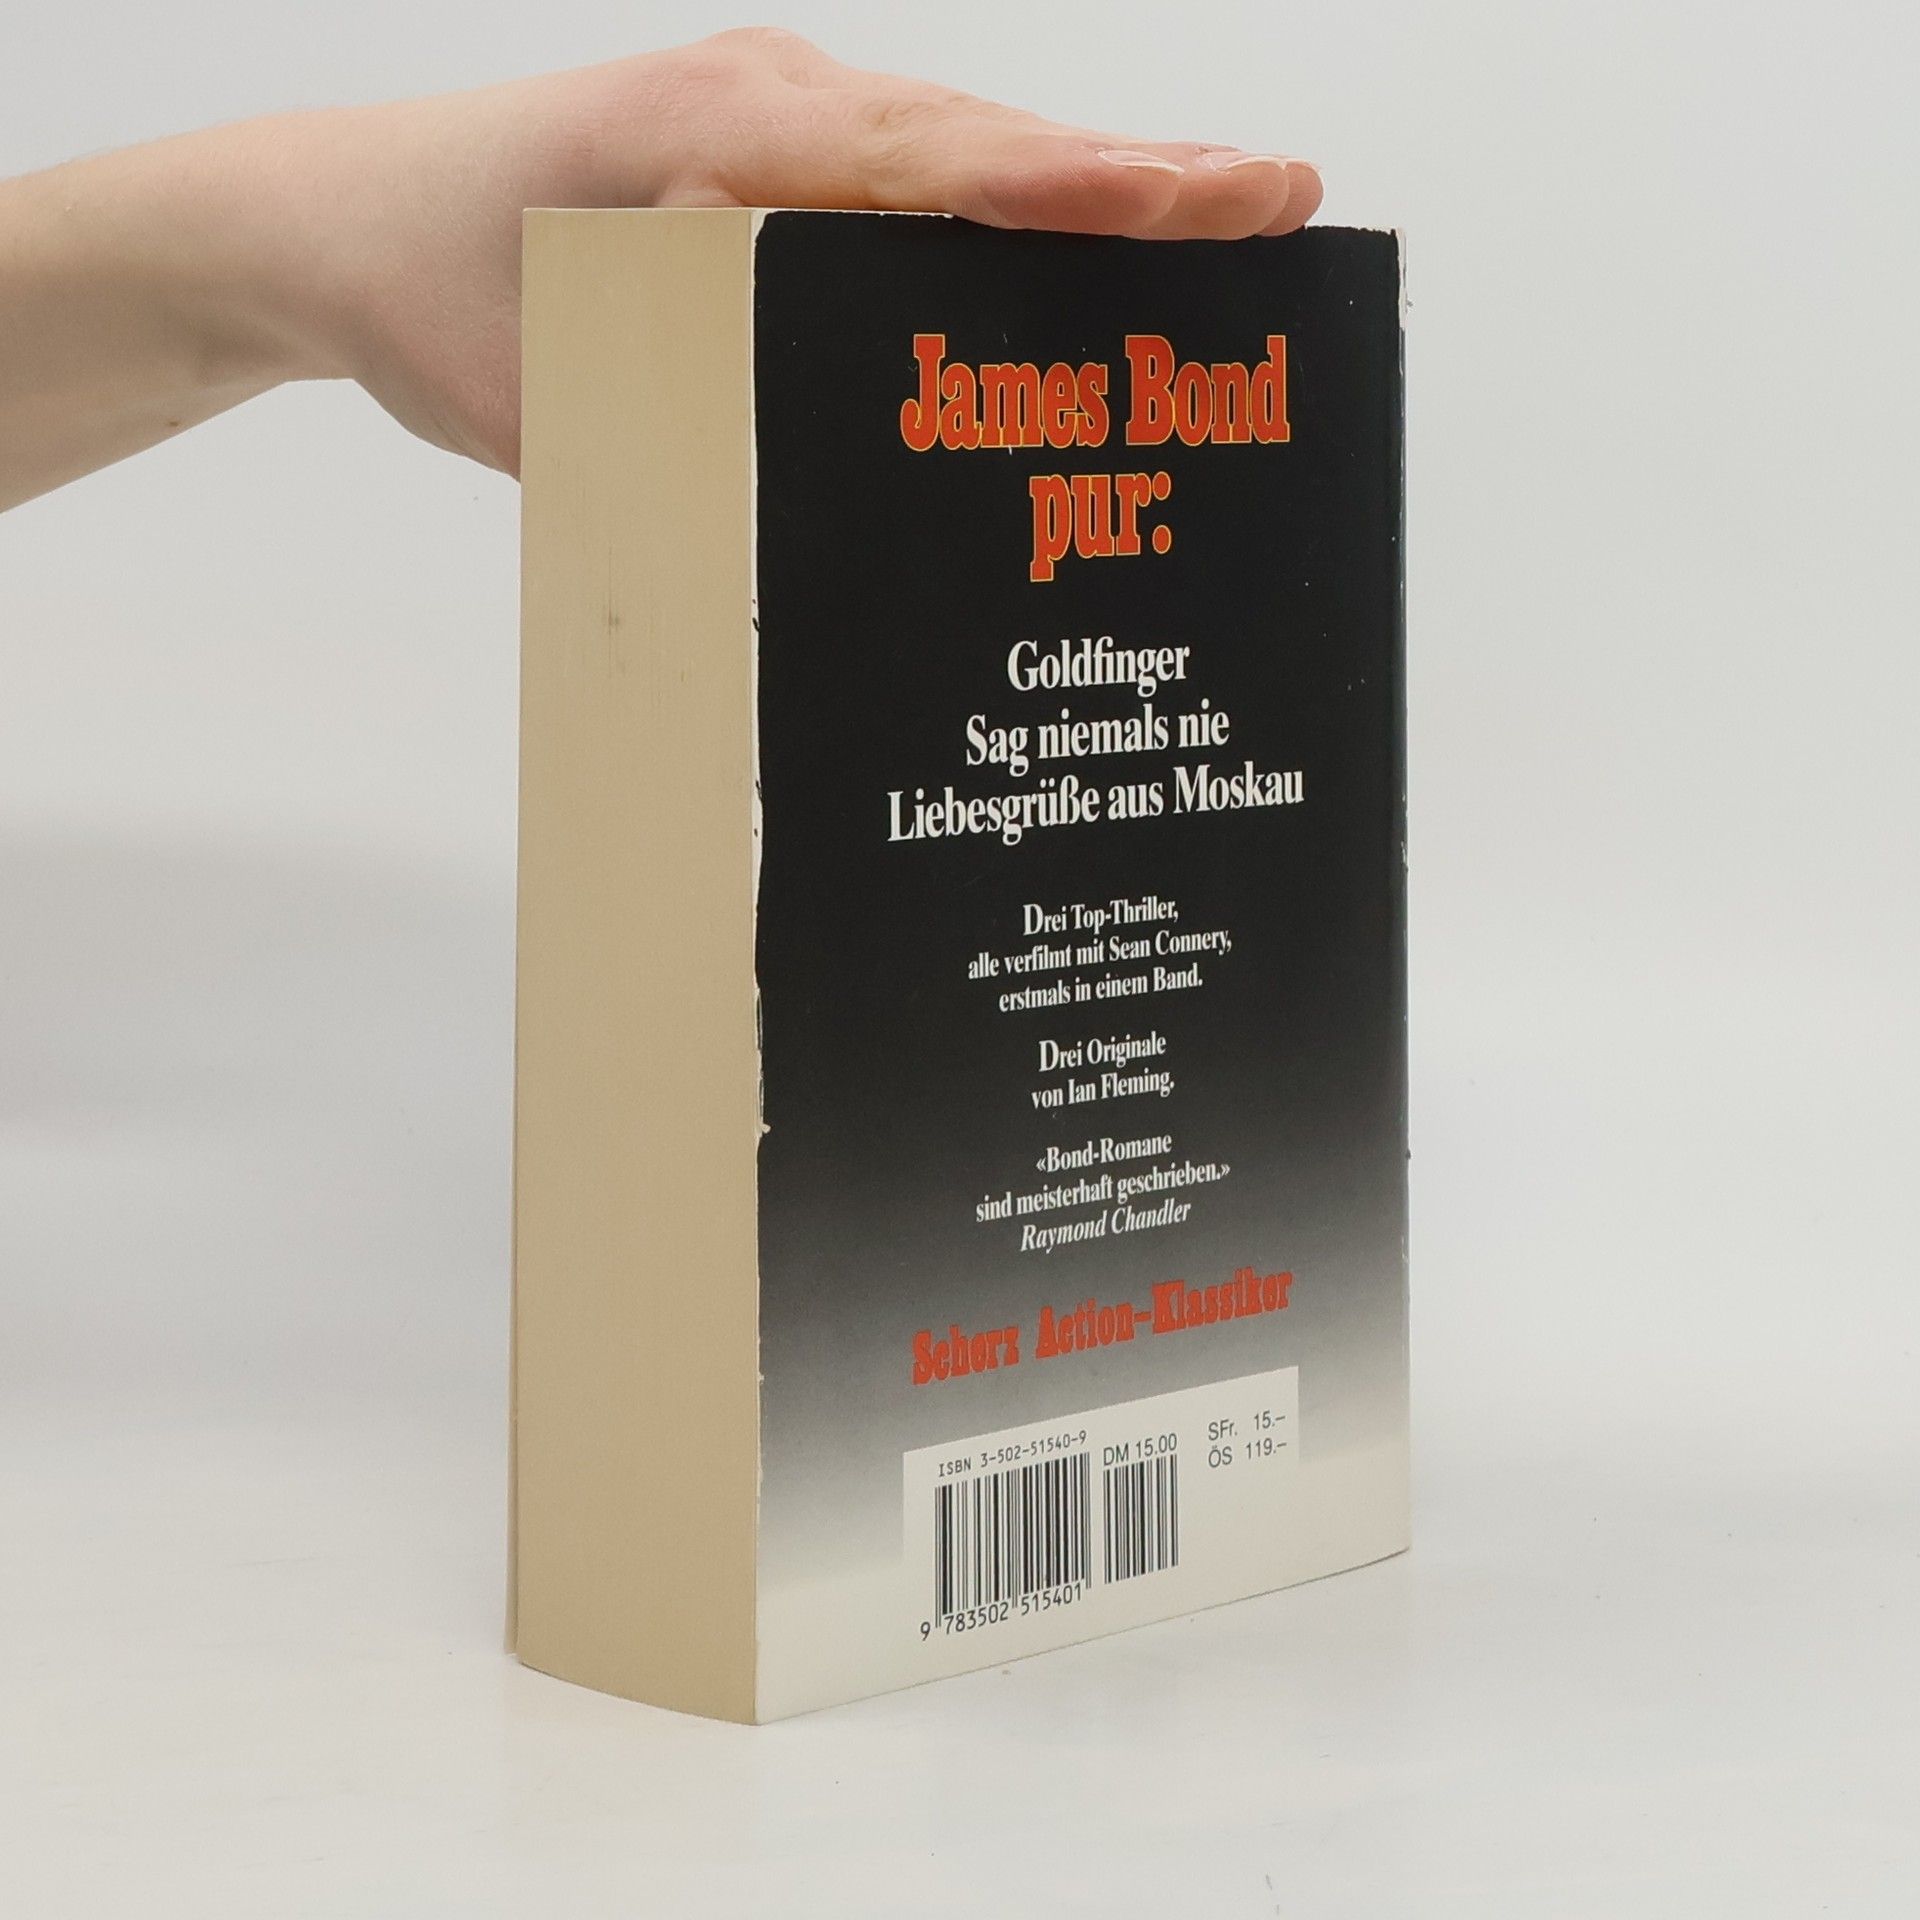 James Bond
pur:
Goldfinger
Sag niemals nie
Liebesgrüße aus Moskau
Drei Top-Thriller,
alle verfilmt mit Sean Connery,
erstmals in einem Band.
Drei Originale
von Ian Fleming.
«Bond-Romane
sind meisterhaft geschrieben.»
Raymond Chandler
Scherz Action-Klassiker
ISBN 3-502-51540-9
DM 15.00
SFr. 15.–
ÖS 119.–
9 783502 515401